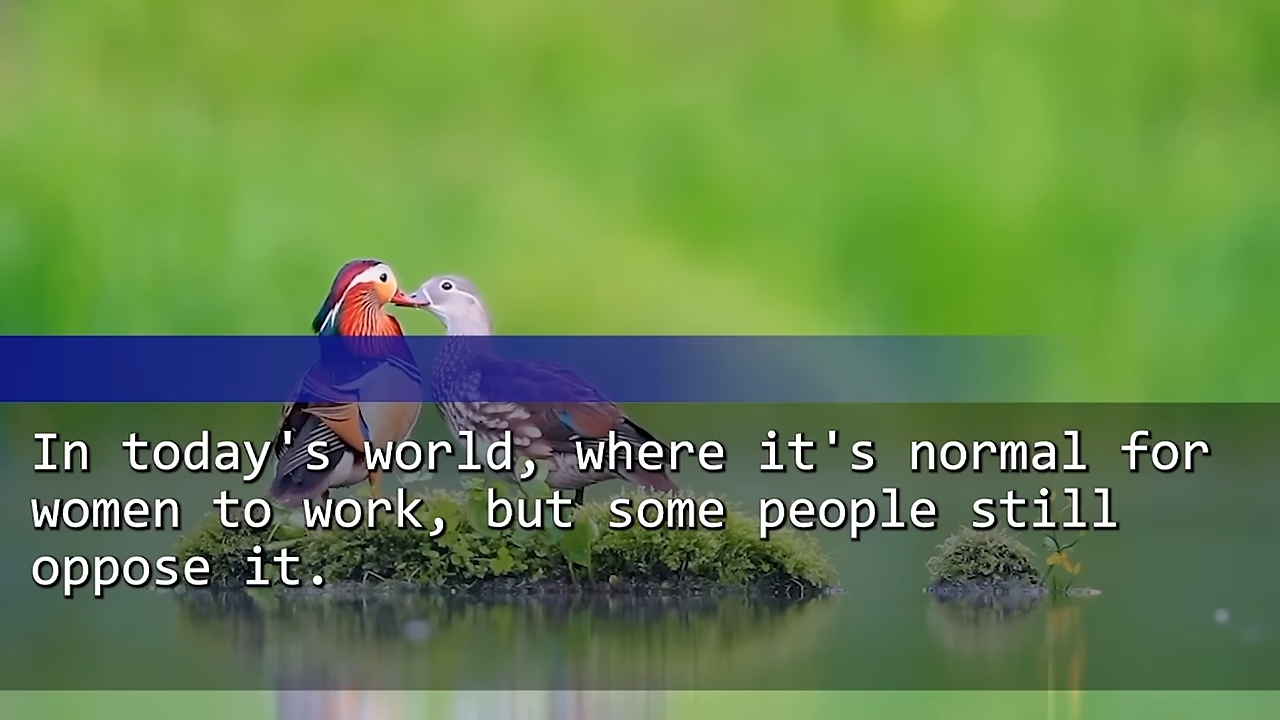 In today's world, where it's normal for
women to work, but some people still
oppose it.